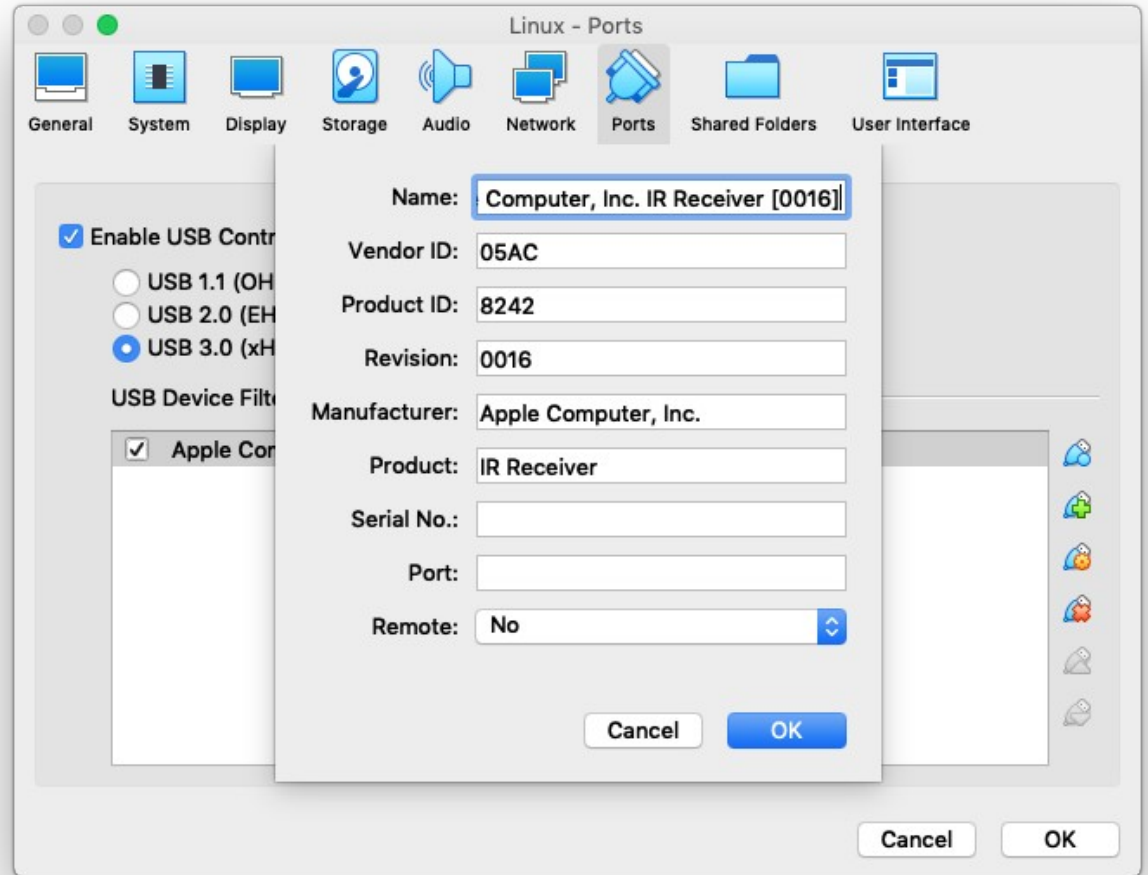 Linux - Ports
General System Display Storage Audio Network Ports Shared Folders User Interface
Name: Computer, Inc. IR Receiver [0016]
Enable USB Contr
Vendor ID: 05AC
USB 1.1 (OH
Product ID: 8242
USB 2.0 (EH
USB 3.0 (xH
Revision: 0016
USB Device Filte
Manufacturer: Apple Computer, Inc.
Apple Cor
Product: IR Receiver
Serial No.:
Port:
Remote: No
Cancel OK
Cancel OK